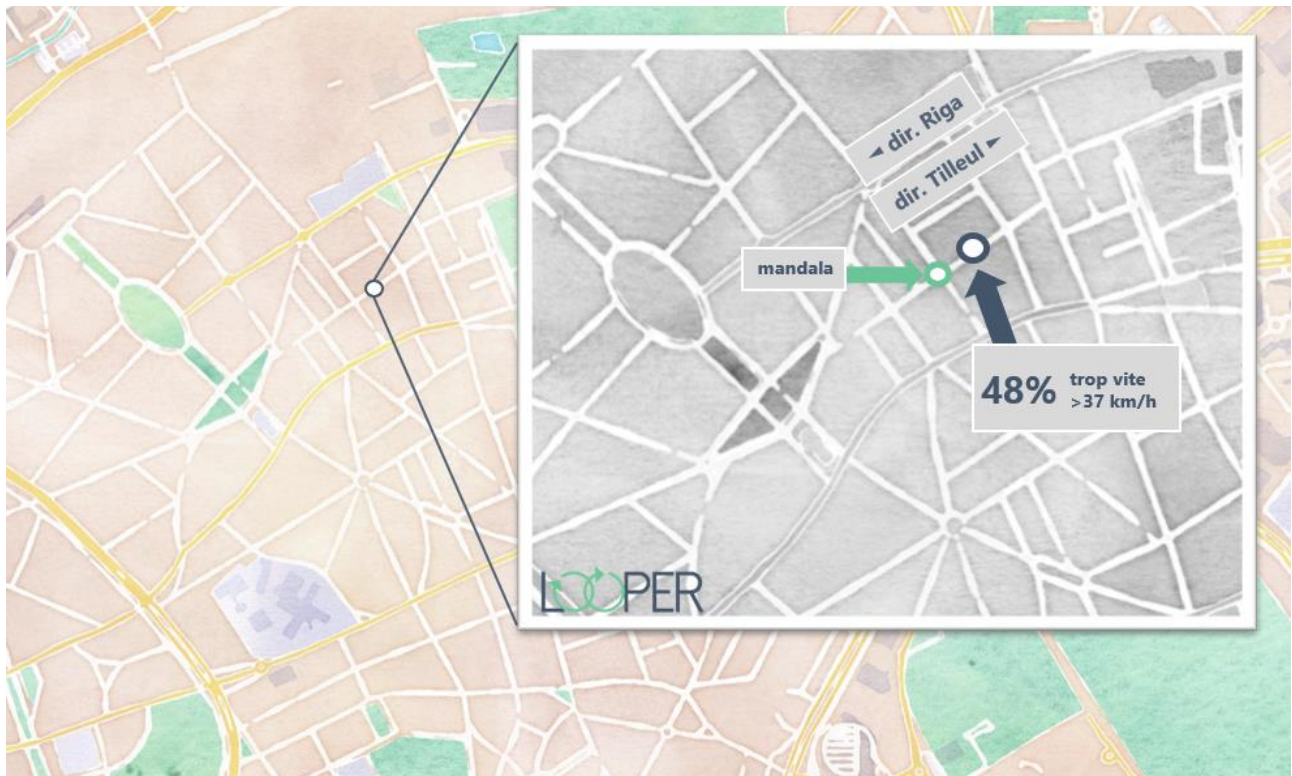 ◄ dir. Riga
dir. Tilleul ►
mandala
48% trop vite
>37 km/h
LOOPER